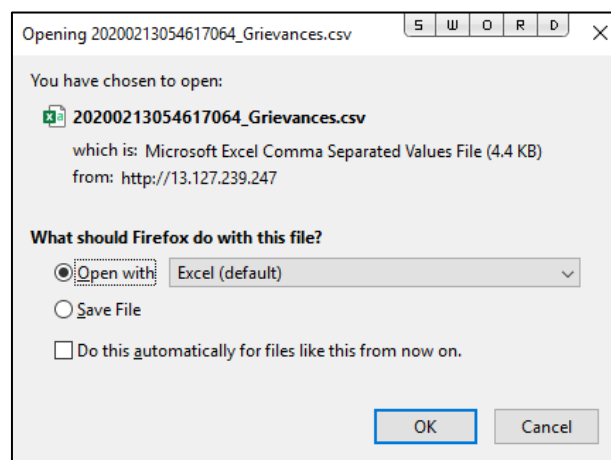 Opening 20200213054617064_Grievances.csv
S W O R D
You have chosen to open:
20200213054617064_Grievances.csv
which is: Microsoft Excel Comma Separated Values File (4.4 KB)
from: http://13.127.239.247
What should Firefox do with this file?
Open with Excel (default)
Save File
Do this automatically for files like this from now on.
OK Cancel